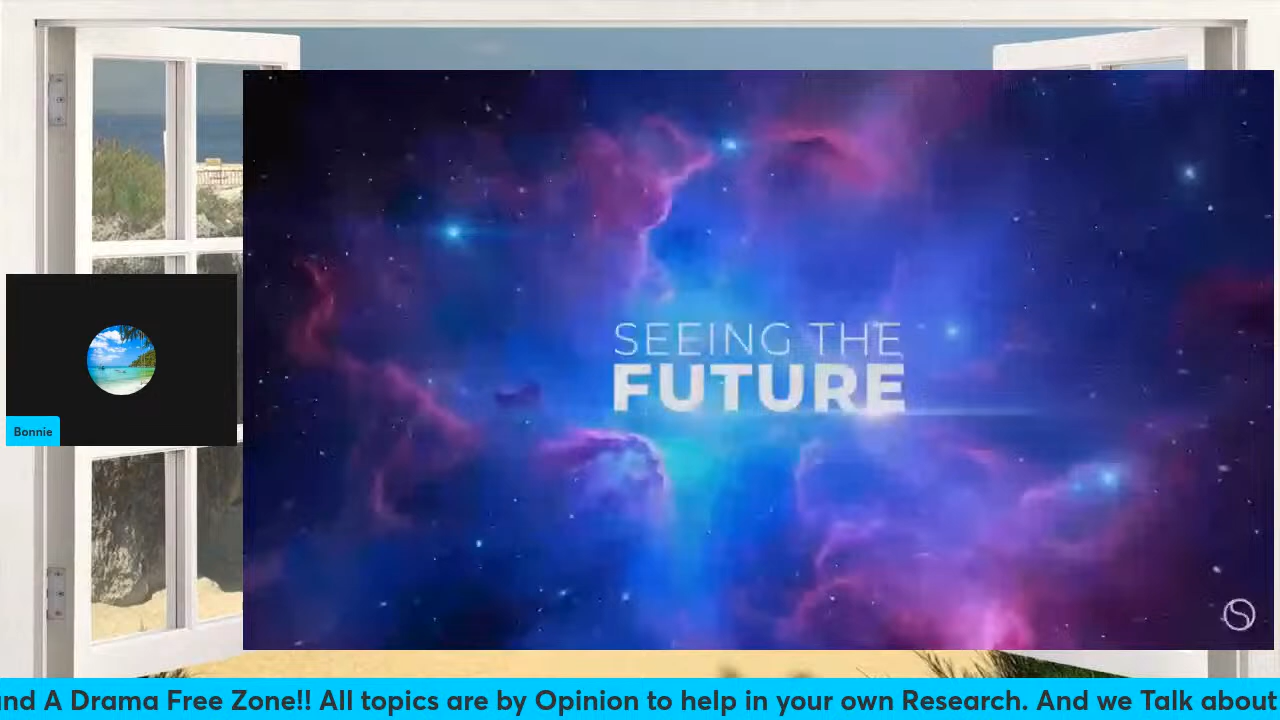 SEEING THE
FUTURE
Bonnie
and A Drama Free Zone!! All topics are by Opinion to help in your own Research. And we Talk about